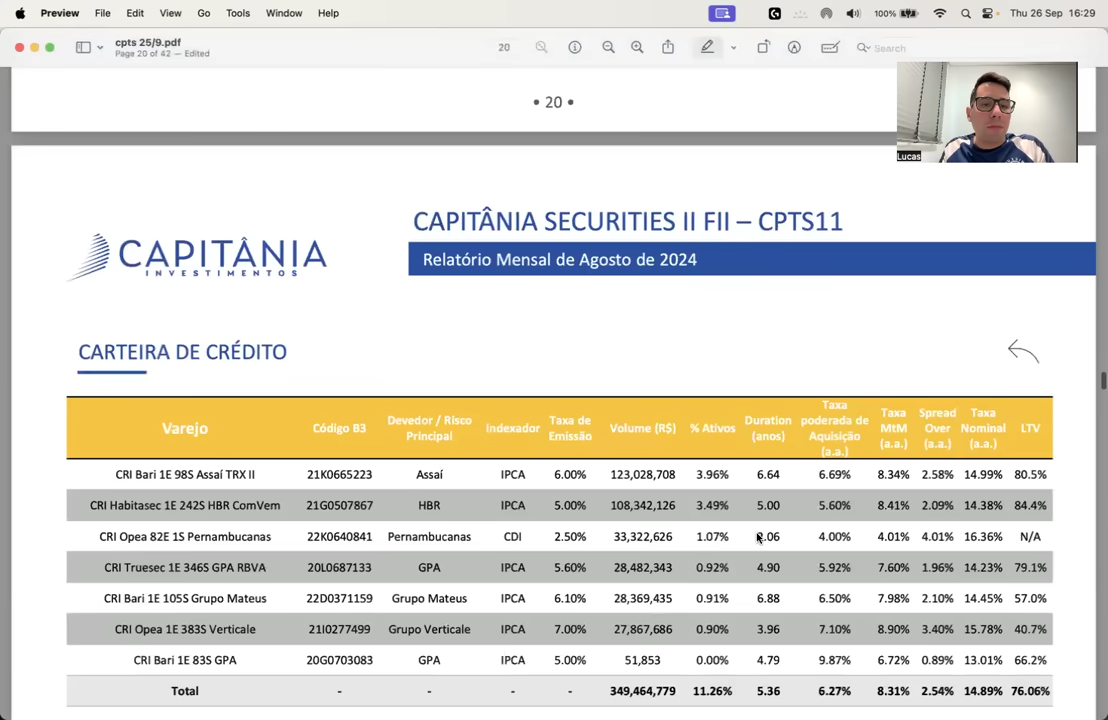 Preview File Edit View Go Tools Window Help 100% Thu 26 Sep 16:29
cpts 25/9.pdf
Page 20 of 42 — Edited
20
Search
• 20 •
Lucas
CAPITÂNIA
INVESTIMENTOS
CAPITÂNIA SECURITIES II FII – CPTS11
Relatório Mensal de Agosto de 2024
CARTEIRA DE CRÉDITO
Varejo Código B3 Devedor / Risco Principal Indexador Taxa de Emissão Volume (R$) % Ativos Duration (anos) Taxa poderada de Aquisição (a.a.) Taxa MtM (a.a.) Spread Over (a.a.) Taxa Nominal (a.a.) LTV
CRI Bari 1E 98S Assaí TRX II 21K0665223 Assaí IPCA 6.00% 123,028,708 3.96% 6.64 6.69% 8.34% 2.58% 14.99% 80.5%
CRI Habitasec 1E 242S HBR ComVem 21G0507867 HBR IPCA 5.00% 108,342,126 3.49% 5.00 5.60% 8.41% 2.09% 14.38% 84.4%
CRI Opea 82E 1S Pernambucanas 22K0640841 Pernambucanas CDI 2.50% 33,322,626 1.07% 4.00% 4.01% 4.01% 16.36% N/A
CRI Truesec 1E 346S GPA RBVA 20L0687133 GPA IPCA 5.60% 28,482,343 0.92% 4.90 5.92% 7.60% 1.96% 14.23% 79.1%
CRI Bari 1E 105S Grupo Mateus 22D0371159 Grupo Mateus IPCA 6.10% 28,369,435 0.91% 6.88 6.50% 7.98% 2.10% 14.45% 57.0%
CRI Opea 1E 383S Verticale 21I0277499 Grupo Verticale IPCA 7.00% 27,867,686 0.90% 3.96 7.10% 8.90% 3.40% 15.78% 40.7%
CRI Bari 1E 83S GPA 20G0703083 GPA IPCA 5.00% 51,853 0.00% 4.79 9.87% 6.72% 0.89% 13.01% 66.2%
Total - - - - 349,464,779 11.26% 5.36 6.27% 8.31% 2.54% 14.89% 76.06%